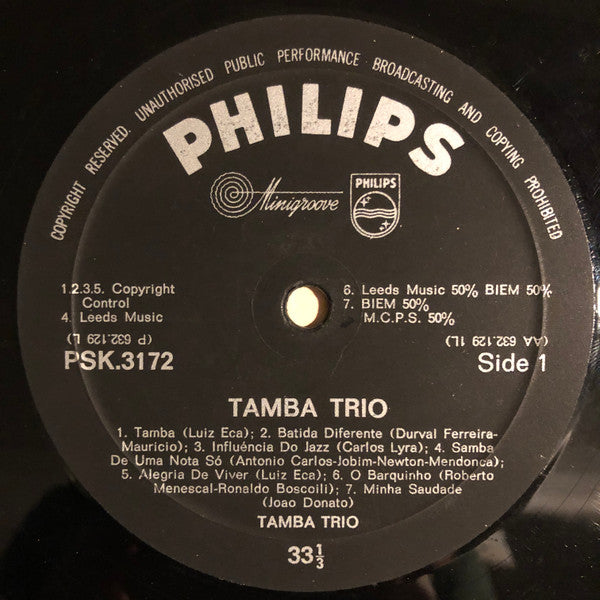 COPYRIGHT RESERVED. UNAUTHORISED PUBLIC PERFORMANCE BROADCASTING AND COPYING PROHIBITED
PHILIPS
Minigroove
PHILIPS
1.2.3.5. Copyright
Control
4. Leeds Music
6. Leeds Music 50% BIEM 50%
7. BIEM 50%
M.C.P.S. 50%
(P 632.129 L)
(AA 632.129 1L)
PSK.3172
Side 1
TAMBA TRIO
1. Tamba (Luiz Eca); 2. Batida Diferente (Durval Ferreira-
Mauricio); 3. Influência Do Jazz (Carlos Lyra); 4. Samba
De Uma Nota Só (Antonio Carlos-Jobim-Newton-Mendonca);
5. Alegria De Viver (Luiz Eca); 6. O Barquinho (Roberto
Menescal-Ronaldo Boscoili); 7. Minha Saudade
(Joao Donato)
TAMBA TRIO
33⅓